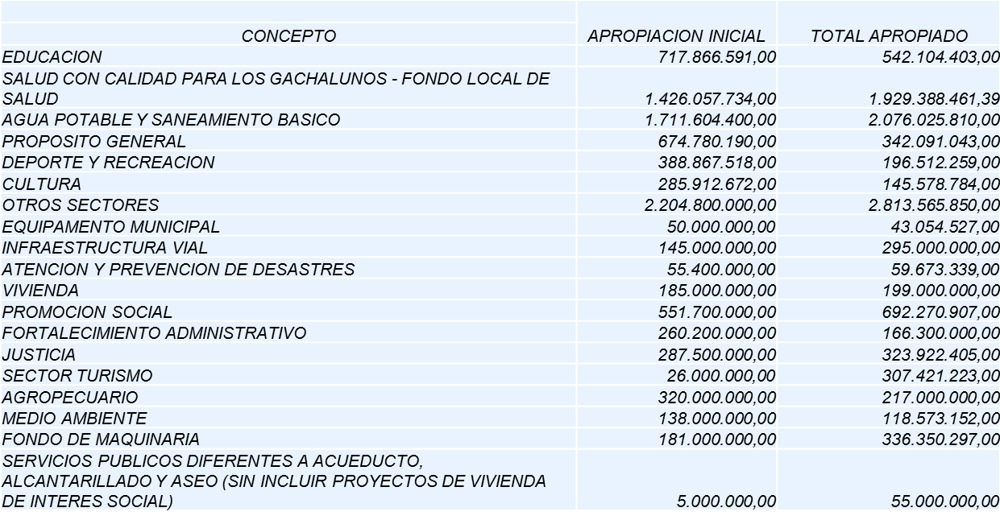 CONCEPTO APROPIACION INICIAL TOTAL APROPIADO
EDUCACION 717.866.591,00 542.104.403,00
SALUD CON CALIDAD PARA LOS GACHALUNOS - FONDO LOCAL DE
SALUD 1.426.057.734,00 1.929.388.461,39
AGUA POTABLE Y SANEAMIENTO BASICO 1.711.604.400,00 2.076.025.810,00
PROPOSITO GENERAL 674.780.190,00 342.091.043,00
DEPORTE Y RECREACION 388.867.518,00 196.512.259,00
CULTURA 285.912.672,00 145.578.784,00
OTROS SECTORES 2.204.800.000,00 2.813.565.850,00
EQUIPAMENTO MUNICIPAL 50.000.000,00 43.054.527,00
INFRAESTRUCTURA VIAL 145.000.000,00 295.000.000,00
ATENCION Y PREVENCION DE DESASTRES 55.400.000,00 59.673.339,00
VIVIENDA 185.000.000,00 199.000.000,00
PROMOCION SOCIAL 551.700.000,00 692.270.907,00
FORTALECIMIENTO ADMINISTRATIVO 260.200.000,00 166.300.000,00
JUSTICIA 287.500.000,00 323.922.405,00
SECTOR TURISMO 26.000.000,00 307.421.223,00
AGROPECUARIO 320.000.000,00 217.000.000,00
MEDIO AMBIENTE 138.000.000,00 118.573.152,00
FONDO DE MAQUINARIA 181.000.000,00 336.350.297,00
SERVICIOS PUBLICOS DIFERENTES A ACUEDUCTO,
ALCANTARILLADO Y ASEO (SIN INCLUIR PROYECTOS DE VIVIENDA
DE INTERES SOCIAL) 5.000.000,00 55.000.000,00